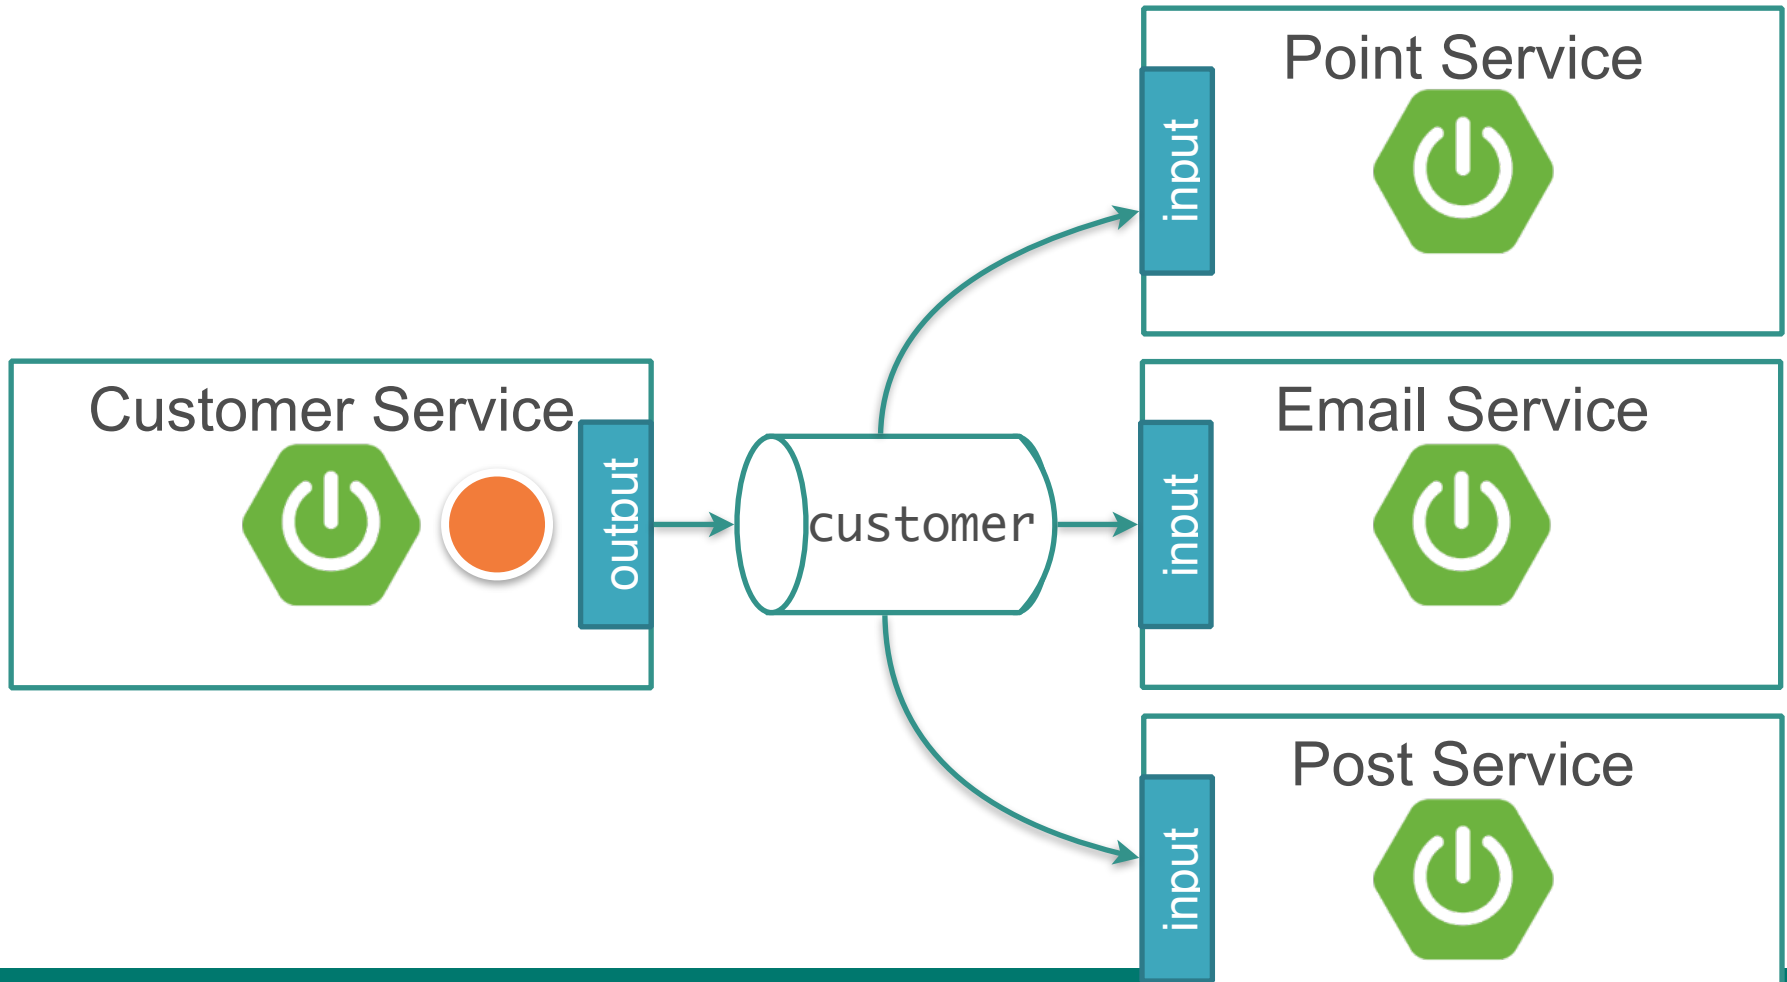 Point Service
input
Customer Service
output
customer
Email Service
input
Post Service
input